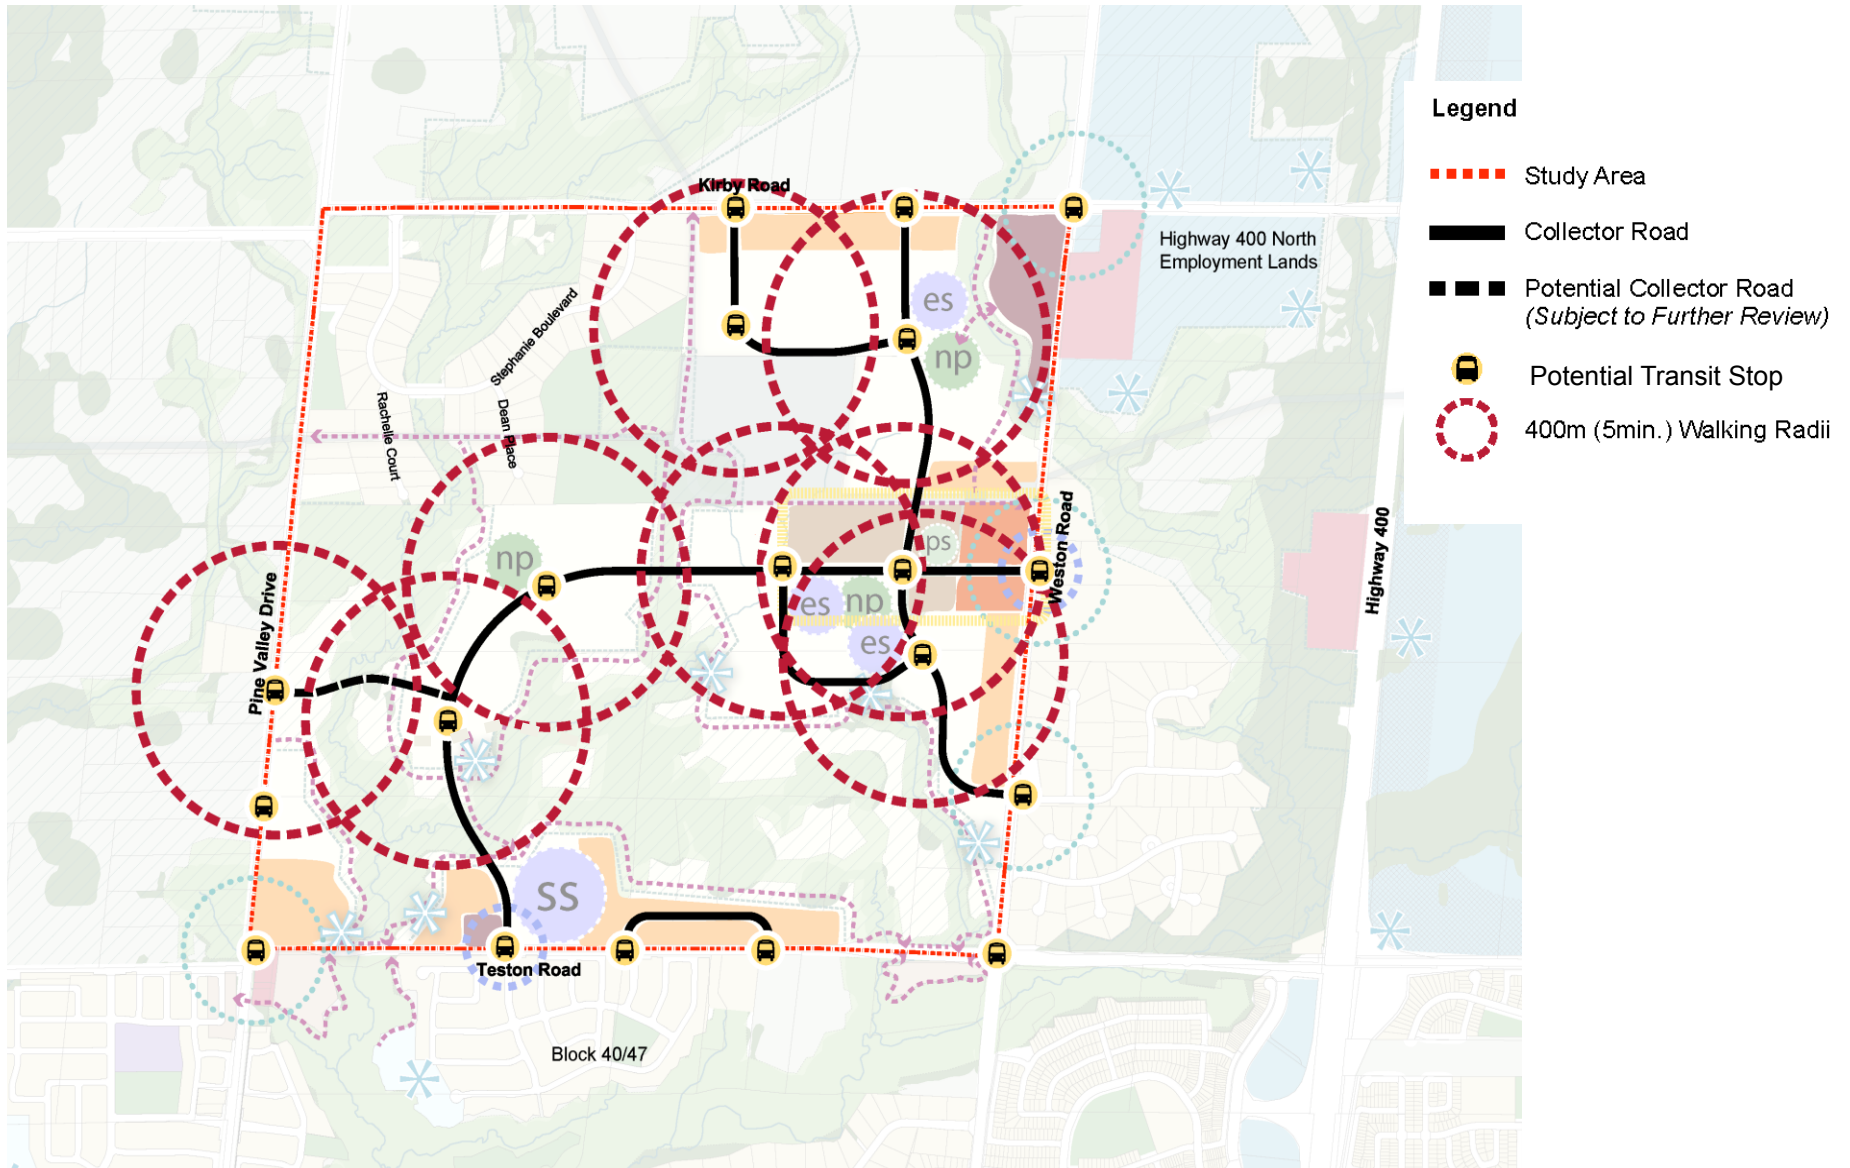 Legend
Study Area
Collector Road
Potential Collector Road
(Subject to Further Review)
Potential Transit Stop
400m (5min.) Walking Radii
Kirby Road
Highway 400 North
Employment Lands
es
np
Stephanie Boulevard
Rachelle Court
Dean Place
Weston Road
Highway 400
ps
np
es
np
es
Pine Valley Drive
ss
Teston Road
Block 40/47